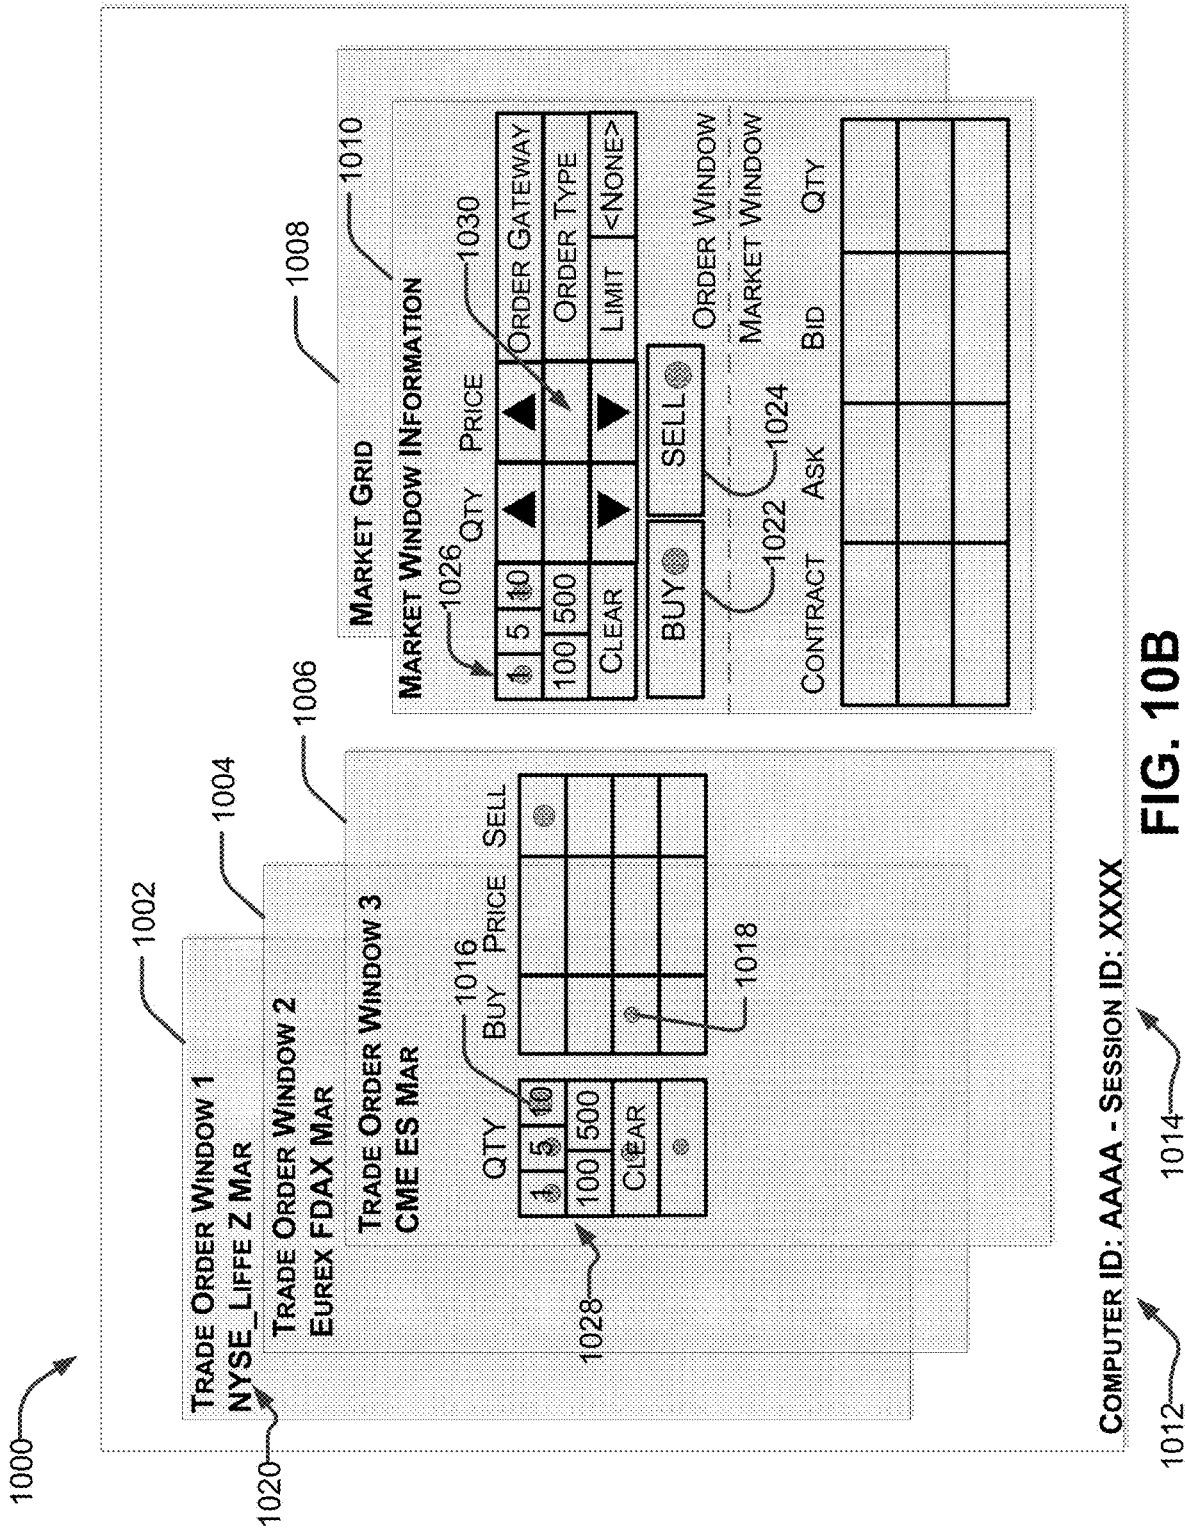 1000
1002
TRADE ORDER WINDOW 1
NYSE_LIFFE Z MAR
1020
1004
TRADE ORDER WINDOW 2
EUREX FDAX MAR
1006
TRADE ORDER WINDOW 3
CME ES MAR
1016
QTY BUY PRICE SELL
1 5 10
100 500
CLEAR
1028
1018
1008
MARKET GRID
1010
MARKET WINDOW INFORMATION
1026
QTY PRICE
1030
1 5 10 ORDER GATEWAY
100 500 ORDER TYPE
CLEAR LIMIT <NONE>
BUY SELL
ORDER WINDOW
MARKET WINDOW
1022
1024
CONTRACT ASK BID QTY
COMPUTER ID: AAAA - SESSION ID: XXXX
1012
1014
FIG. 10B